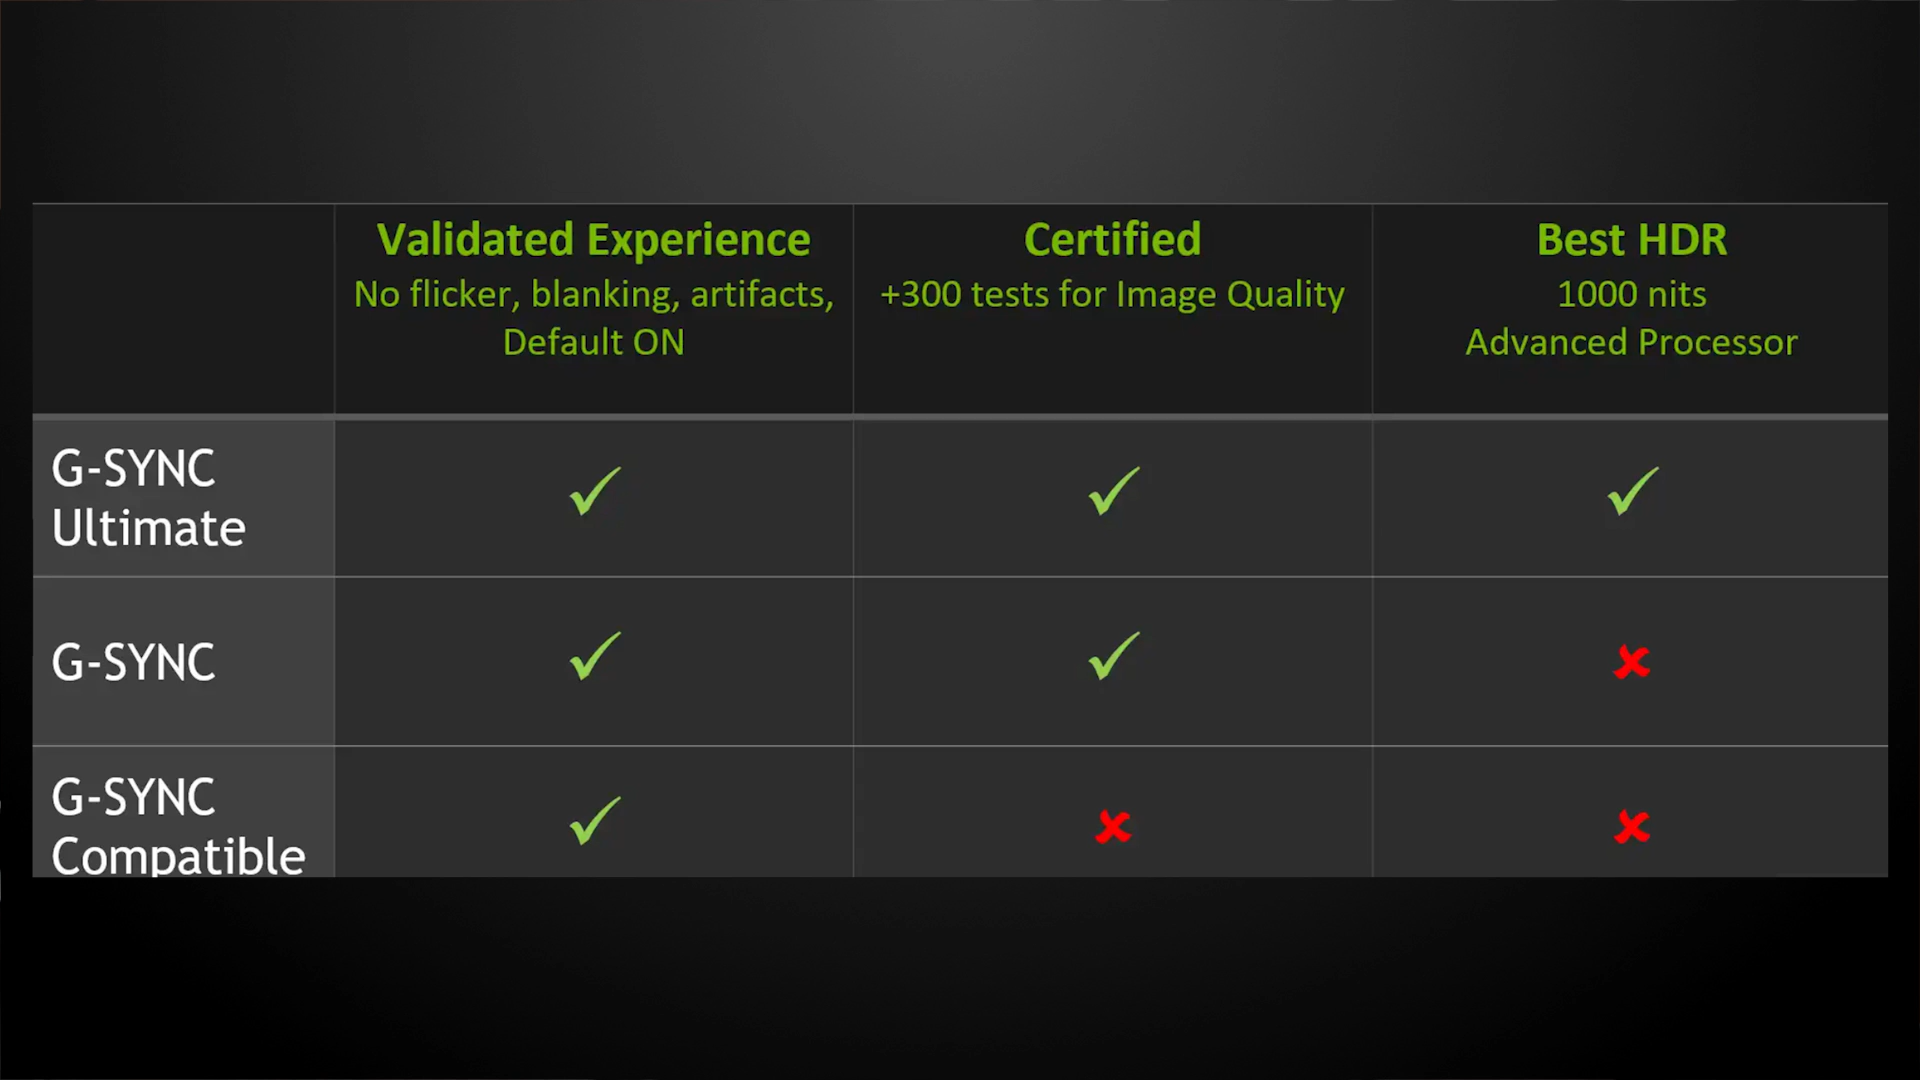 Validated Experience
No flicker, blanking, artifacts,
Default ON
Certified
+300 tests for Image Quality
Best HDR
1000 nits
Advanced Processor
G-SYNC
Ultimate
G-SYNC
G-SYNC
Compatible